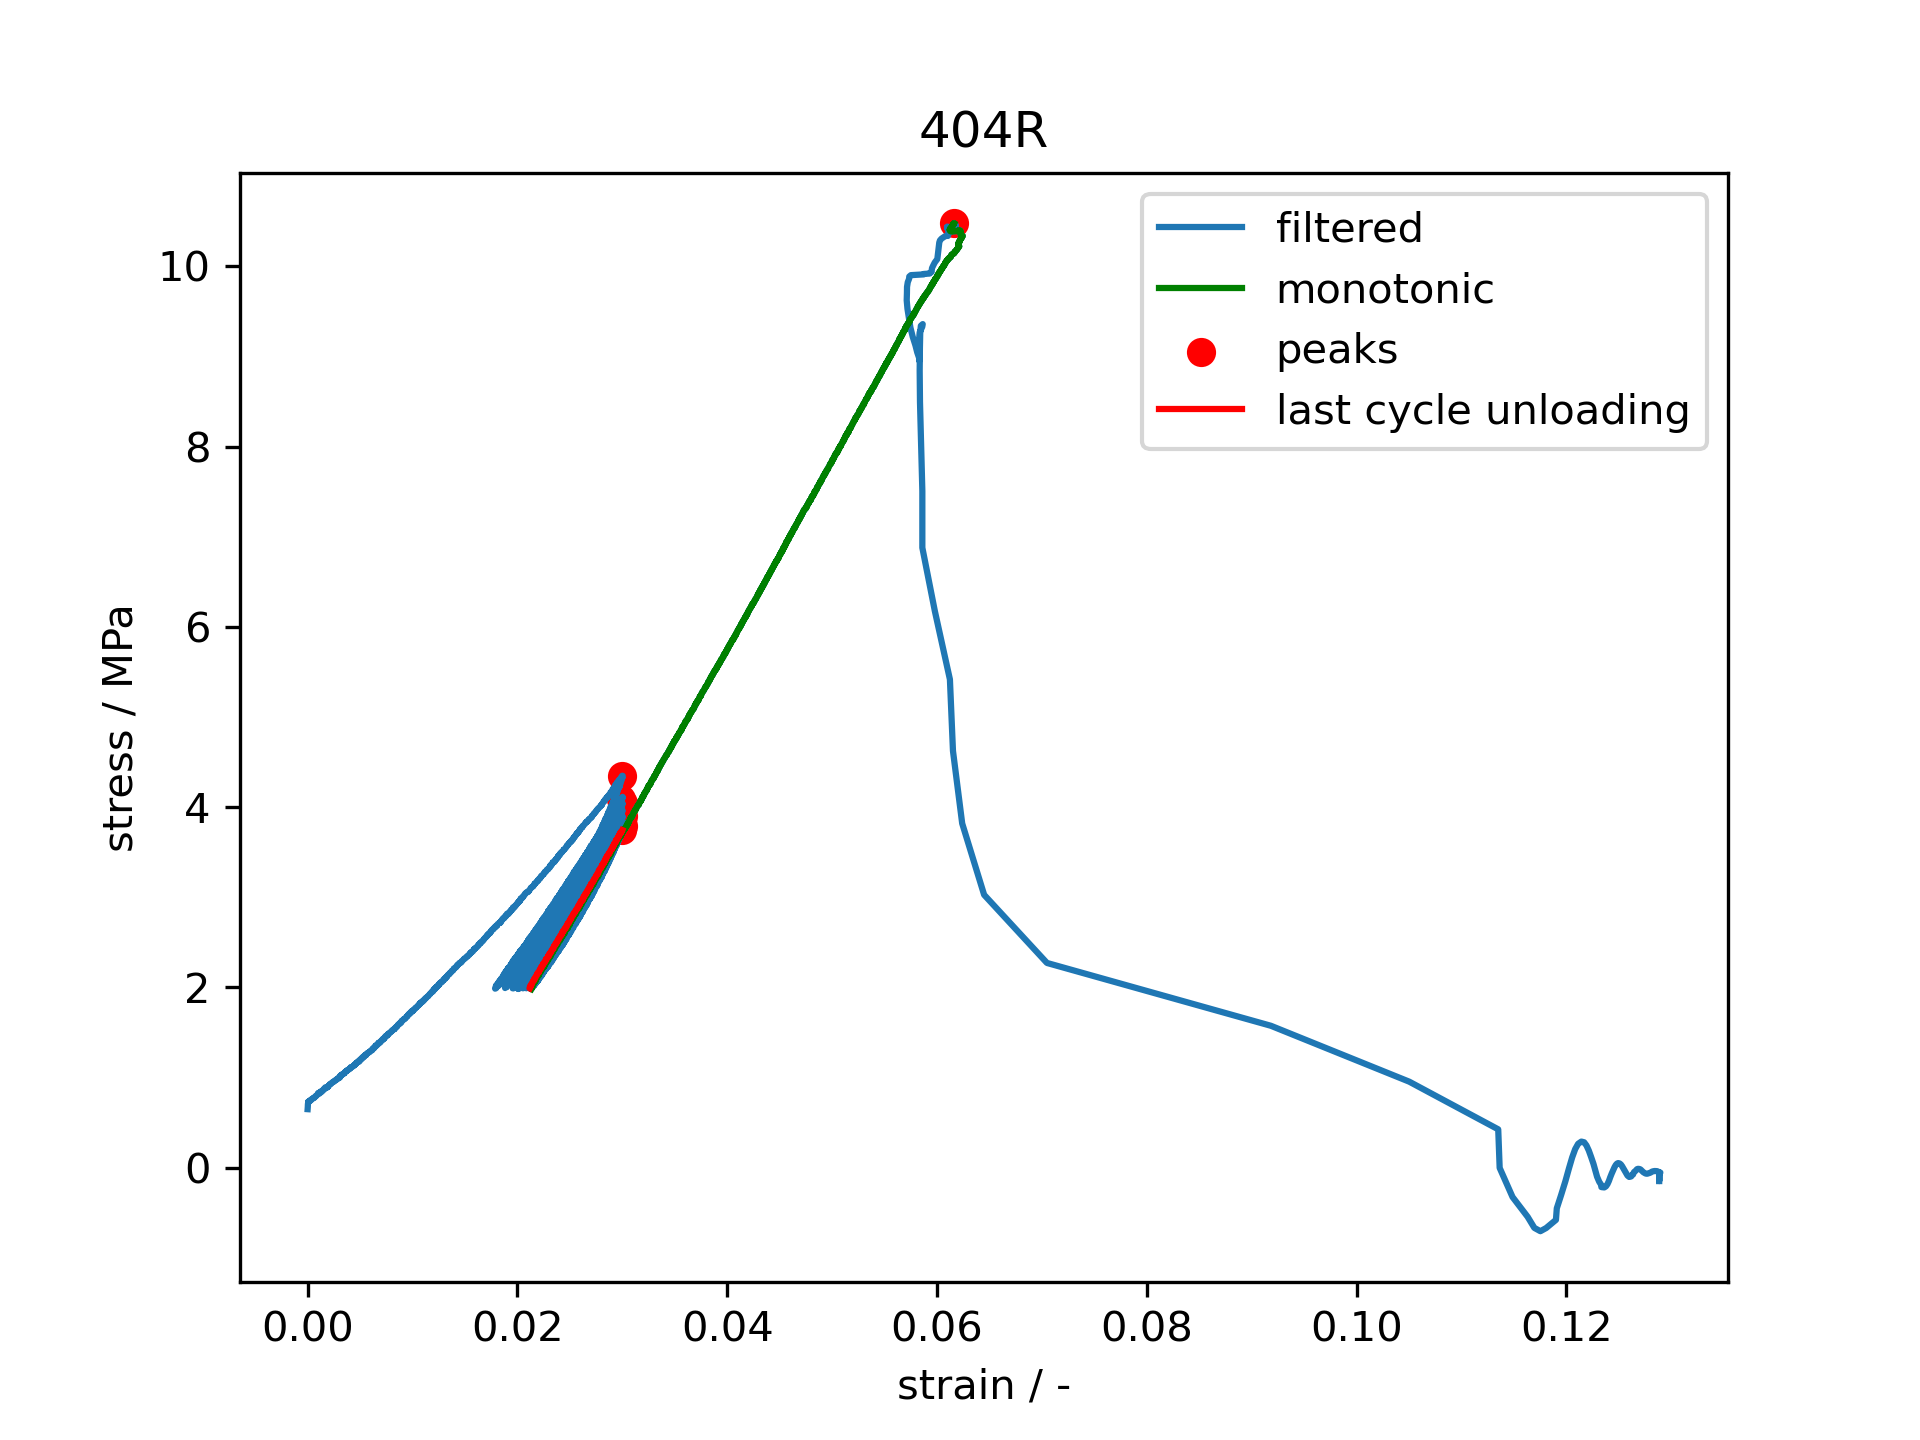 404R
filtered
monotonic
peaks
last cycle unloading
stress / MPa
10
8
6
4
2
0
0.00 0.02 0.04 0.06 0.08 0.10 0.12
strain / -